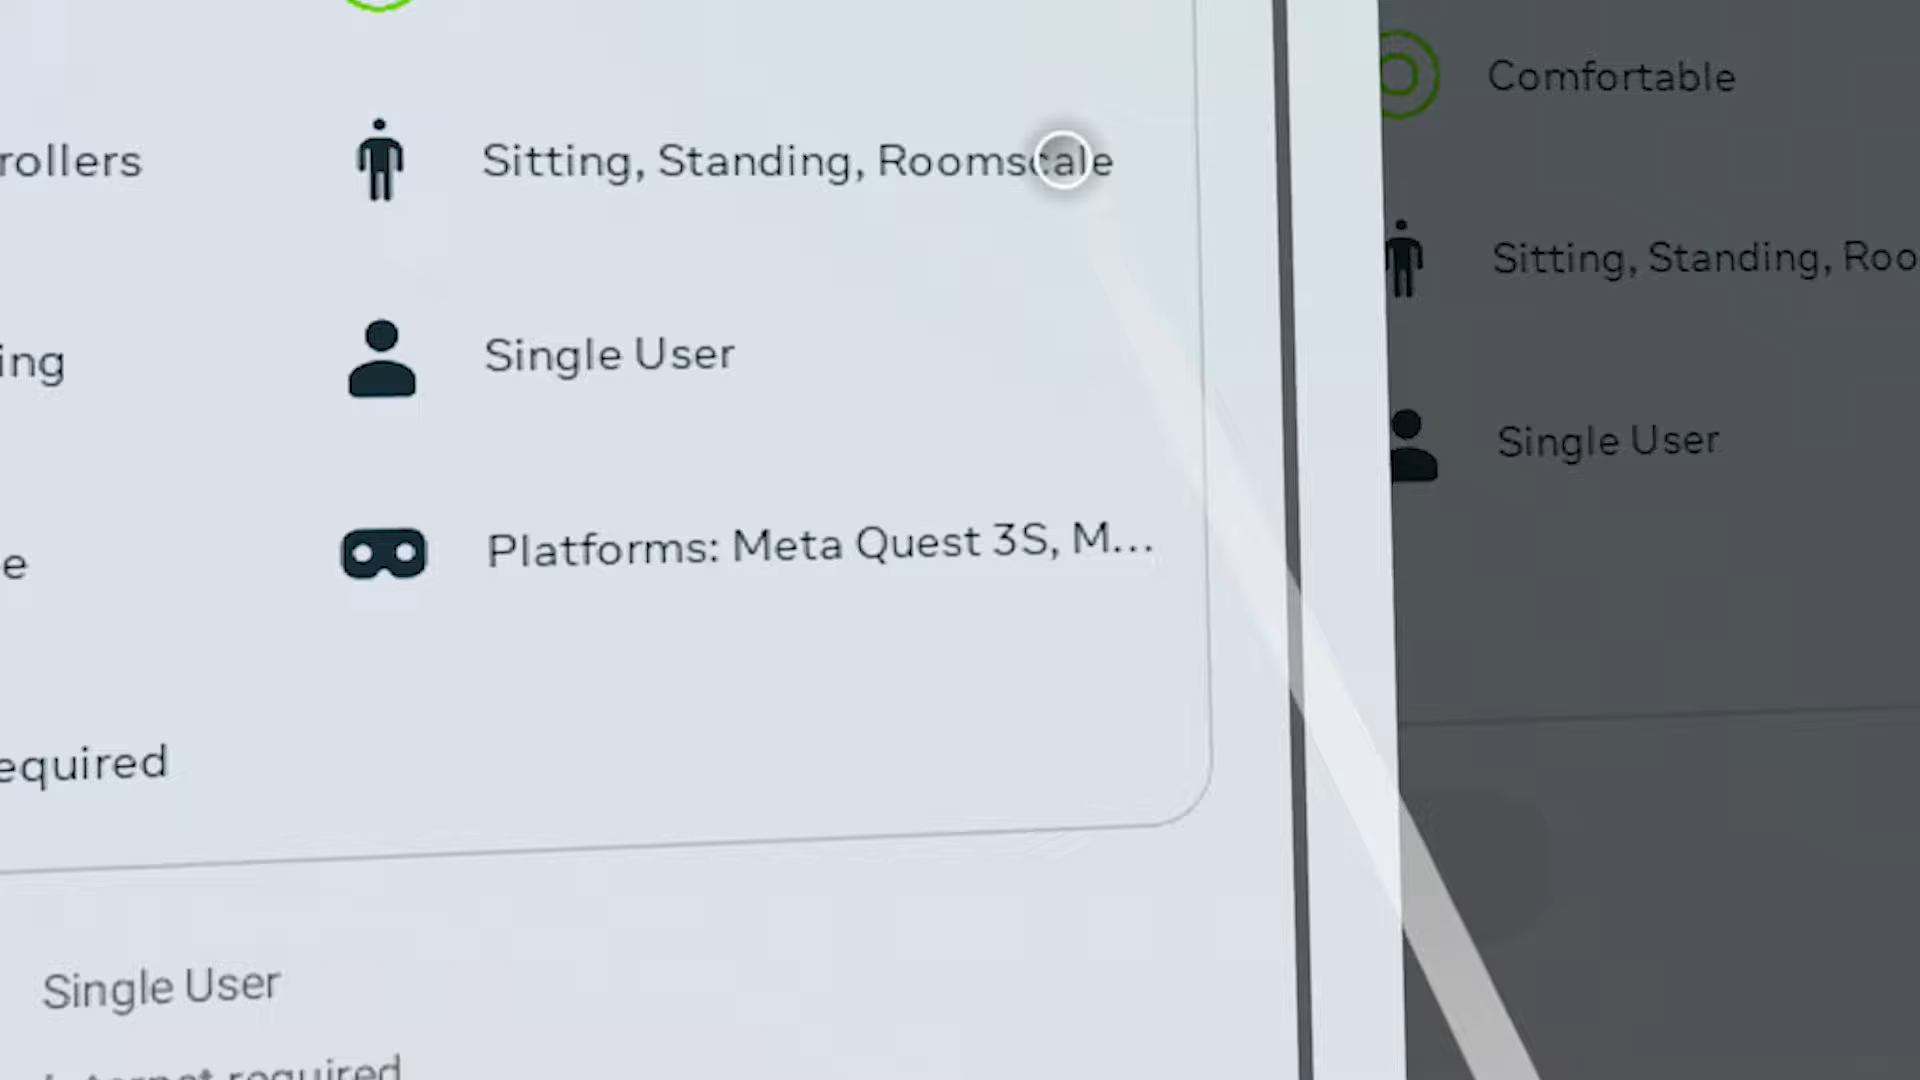 rollers
Sitting, Standing, Roomscale
ing
Single User
e
Platforms: Meta Quest 3S, M...
equired
Single User
required
Comfortable
Sitting, Standing, Roo
Single User